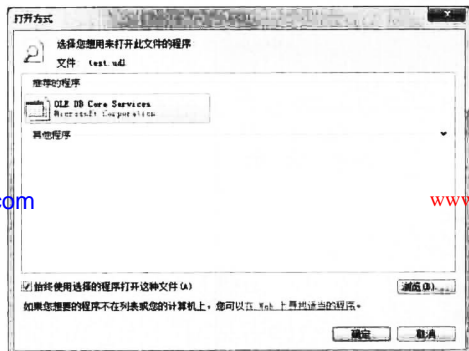 打开方式
选择您想用来打开此文件的程序
文件 test.udl
推荐的程序
OLE DB Core Services
Microsoft Corporation
其他程序
com
www
始终使用选择的程序打开这种文件(A)
浏览(B)...
如果您想要的程序不在列表或您的计算机上，您可以在 Web 上寻找适当的程序。
确定
取消